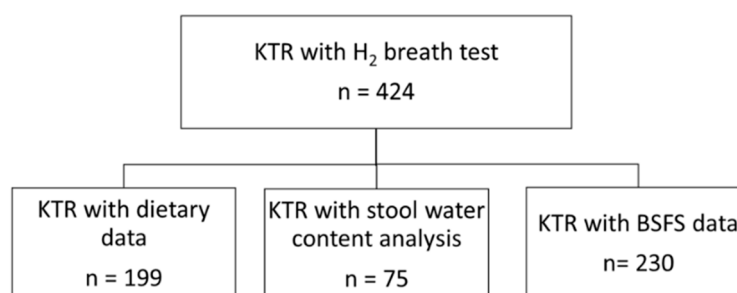 KTR with H₂ breath test
n = 424
KTR with dietary
data
n = 199
KTR with stool water
content analysis
n = 75
KTR with BSFS data
n= 230